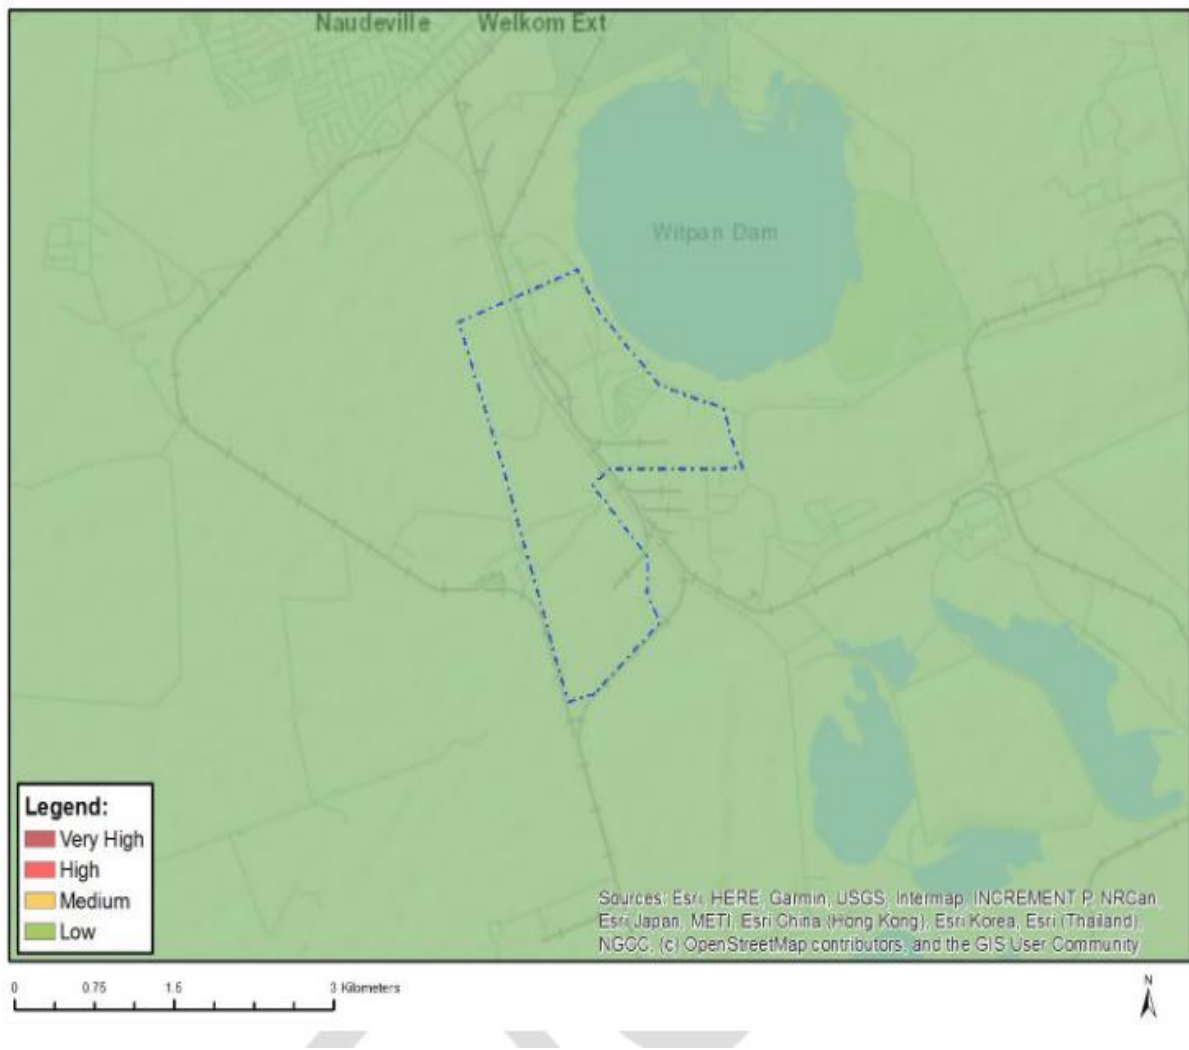 Naudeville Welkom Ext
Witpan Dam
Legend:
Very High
High
Medium
Low
Sources: Esri, HERE, Garmin, USGS, Intermap, INCREMENT P, NRCan,
Esri Japan, METI, Esri China (Hong Kong), Esri Korea, Esri (Thailand),
NGCC, (c) OpenStreetMap contributors, and the GIS User Community
0 0.75 1.5 3 Kilometers
N